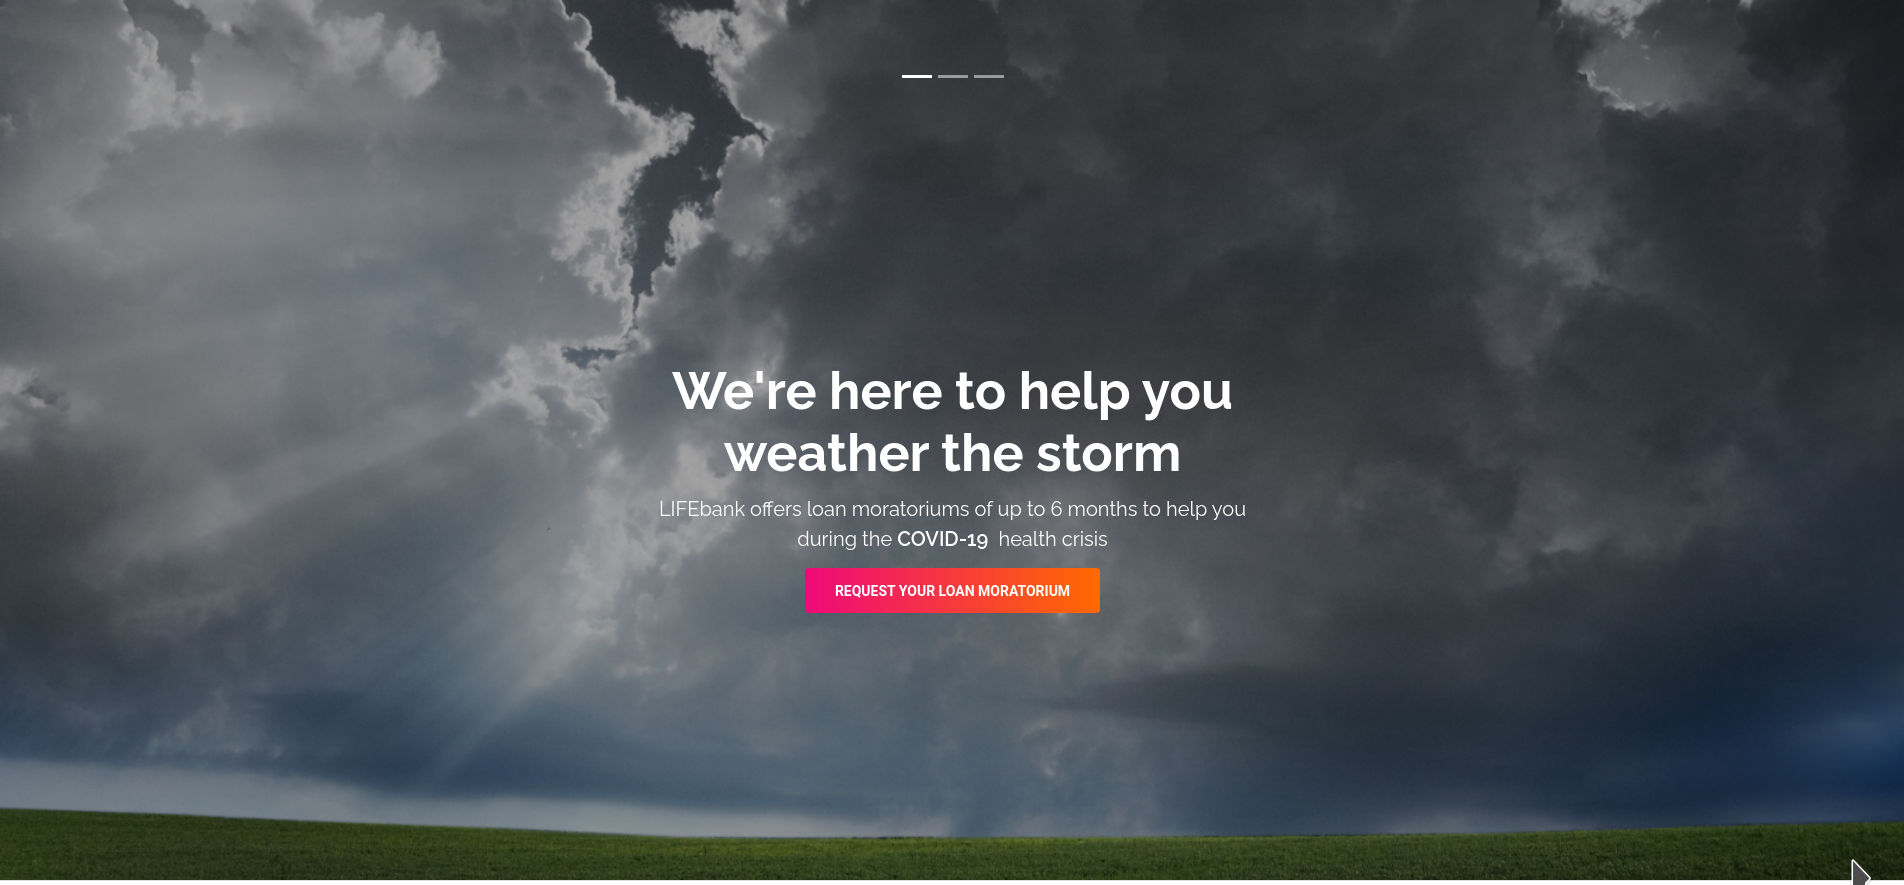 We're here to help you
weather the storm
LIFEbank offers loan moratoriums of up to 6 months to help you
during the COVID-19 health crisis
REQUEST YOUR LOAN MORATORIUM